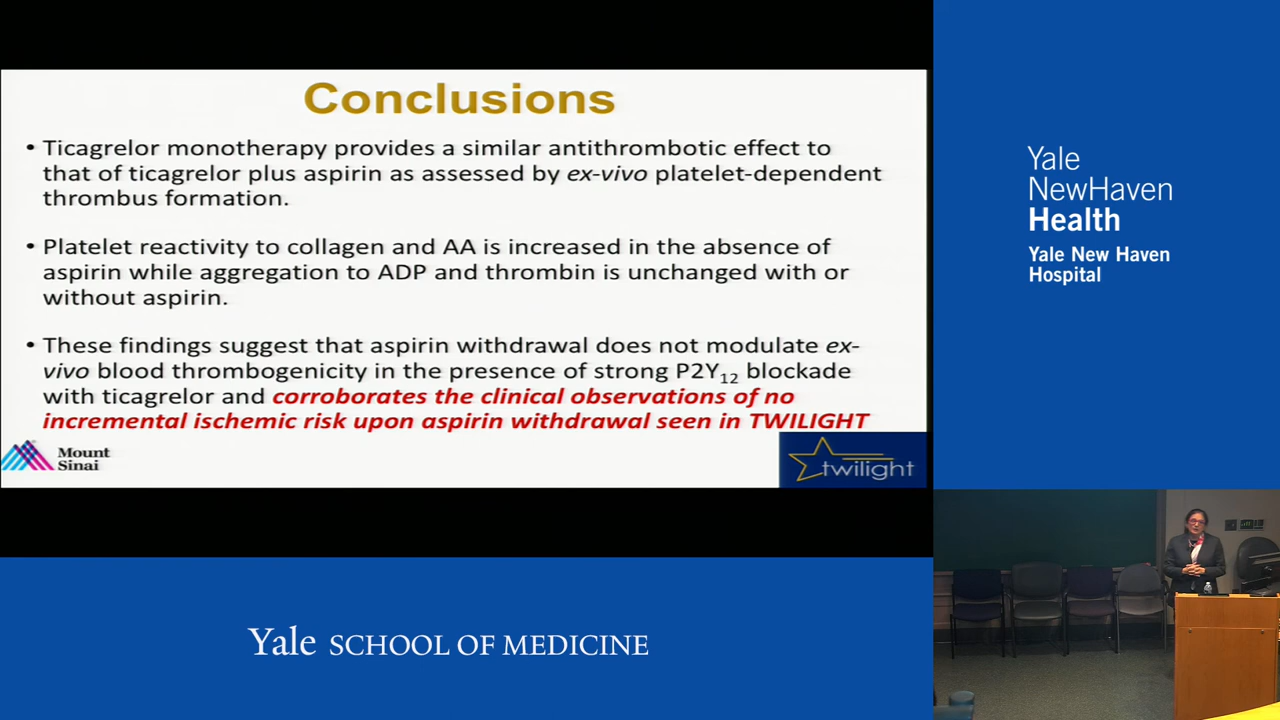 Conclusions
• Ticagrelor monotherapy provides a similar antithrombotic effect to
that of ticagrelor plus aspirin as assessed by ex-vivo platelet-dependent
thrombus formation.
• Platelet reactivity to collagen and AA is increased in the absence of
aspirin while aggregation to ADP and thrombin is unchanged with or
without aspirin.
• These findings suggest that aspirin withdrawal does not modulate ex-
vivo blood thrombogenicity in the presence of strong P2Y12 blockade
with ticagrelor and corroborates the clinical observations of no
incremental ischemic risk upon aspirin withdrawal seen in TWILIGHT
Mount
Sinai
twilight
Yale
NewHaven
Health
Yale New Haven
Hospital
Yale SCHOOL OF MEDICINE